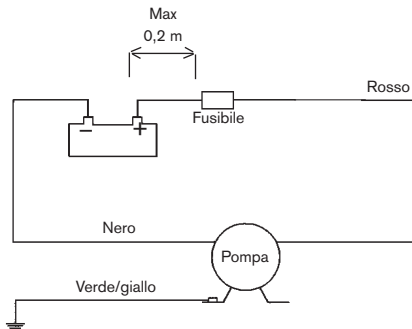 Max
0,2 m
Rosso
Fusibile
− +
Nero
Pompa
Verde/giallo